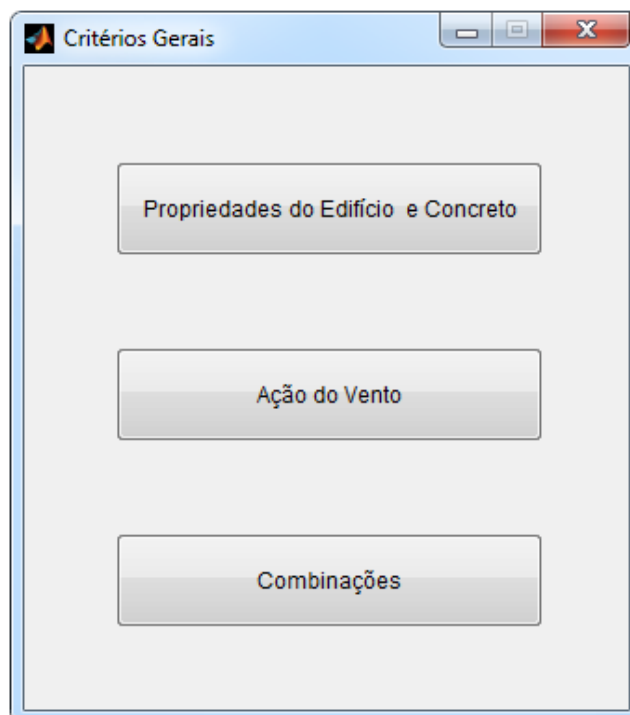 Critérios Gerais
Propriedades do Edifício e Concreto
Ação do Vento
Combinações